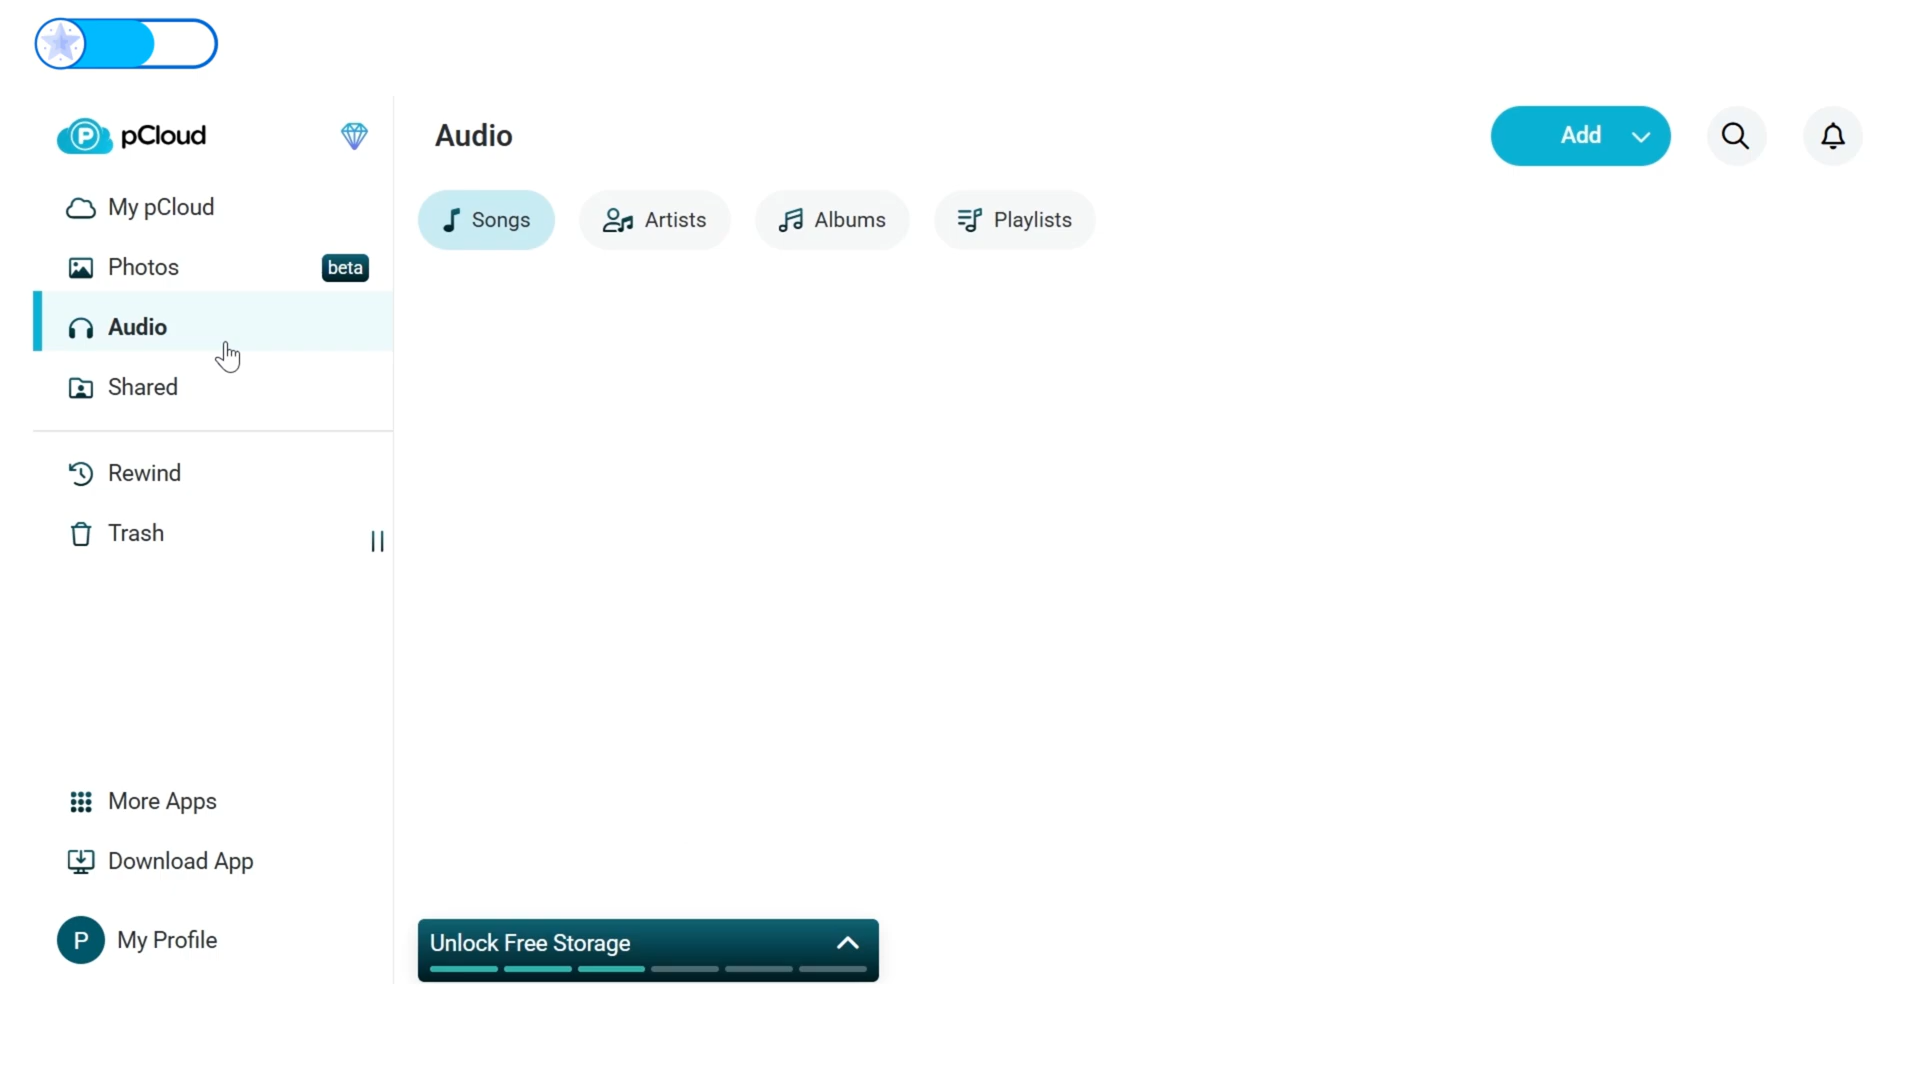 P pCloud
My pCloud
Photos beta
Audio
Shared
Rewind
Trash
More Apps
Download App
P My Profile
Audio
Add
Songs Artists Albums Playlists
Unlock Free Storage